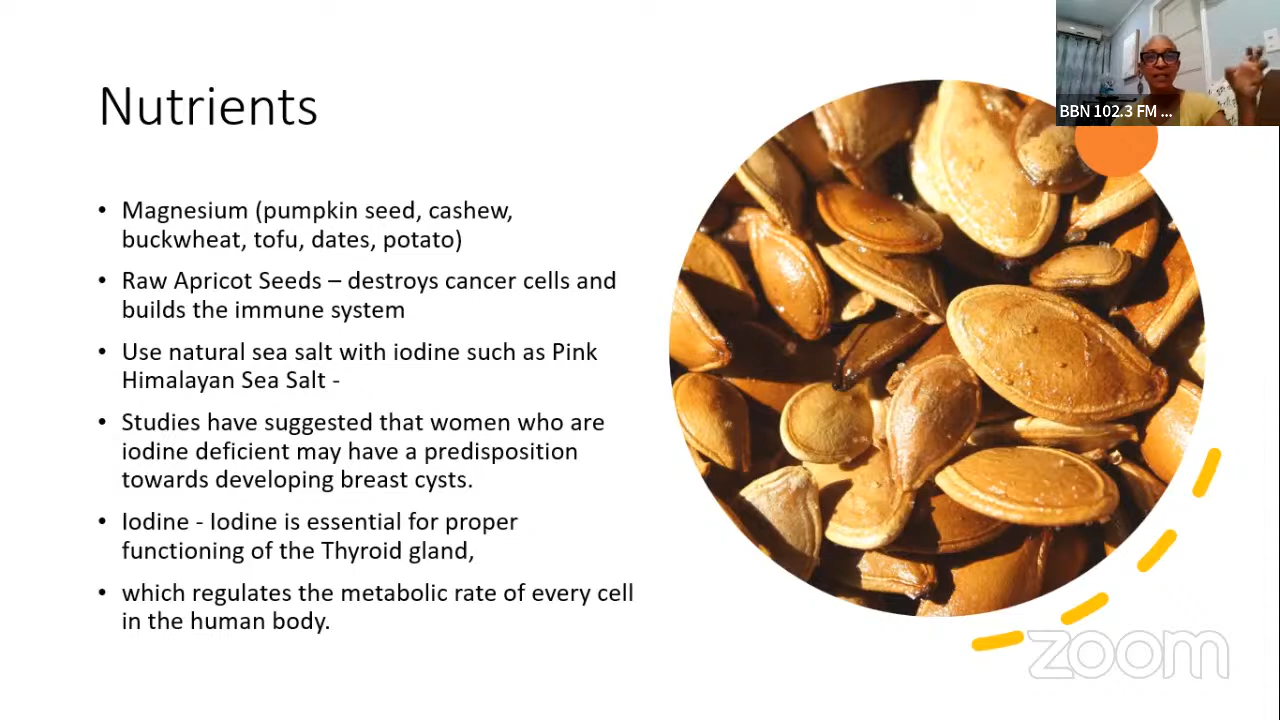 Nutrients
• Magnesium (pumpkin seed, cashew,
buckwheat, tofu, dates, potato)
• Raw Apricot Seeds – destroys cancer cells and
builds the immune system
• Use natural sea salt with iodine such as Pink
Himalayan Sea Salt -
• Studies have suggested that women who are
iodine deficient may have a predisposition
towards developing breast cysts.
• Iodine - Iodine is essential for proper
functioning of the Thyroid gland,
• which regulates the metabolic rate of every cell
in the human body.
BBN 102.3 FM ...
zoom